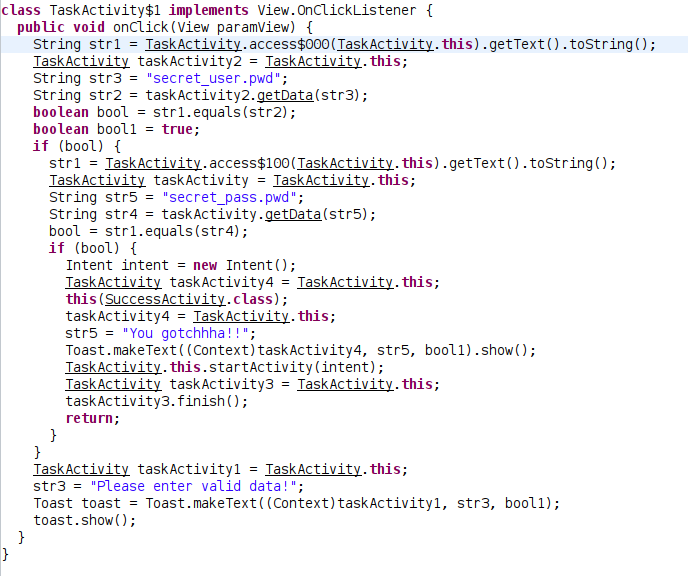 class TaskActivity$1 implements View.OnClickListener {
  public void onClick(View paramView) {
    String str1 = TaskActivity.access$000(TaskActivity.this).getText().toString();
    TaskActivity taskActivity2 = TaskActivity.this;
    String str3 = "secret_user.pwd";
    String str2 = taskActivity2.getData(str3);
    boolean bool = str1.equals(str2);
    boolean bool1 = true;
    if (bool) {
      str1 = TaskActivity.access$100(TaskActivity.this).getText().toString();
      TaskActivity taskActivity = TaskActivity.this;
      String str5 = "secret_pass.pwd";
      String str4 = taskActivity.getData(str5);
      bool = str1.equals(str4);
      if (bool) {
        Intent intent = new Intent();
        TaskActivity taskActivity4 = TaskActivity.this;
        this(SuccessActivity.class);
        taskActivity4 = TaskActivity.this;
        str5 = "You gotchhha!!";
        Toast.makeText((Context)taskActivity4, str5, bool1).show();
        TaskActivity.this.startActivity(intent);
        TaskActivity taskActivity3 = TaskActivity.this;
        taskActivity3.finish();
        return;
      }
    }
    TaskActivity taskActivity1 = TaskActivity.this;
    str3 = "Please enter valid data!";
    Toast toast = Toast.makeText((Context)taskActivity1, str3, bool1);
    toast.show();
  }
}